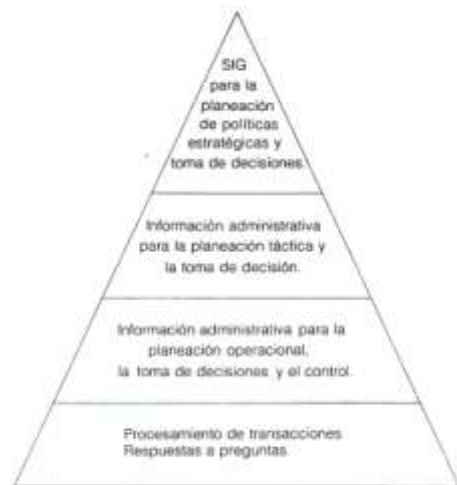 SIG
para la
planeación
de políticas
estratégicas y
toma de decisiones.
Información administrativa
para la planeación táctica y
la toma de decisión.
Información administrativa para la
planeación operacional,
la toma de decisiones y el control.
Procesamiento de transacciones
Respuestas a preguntas.